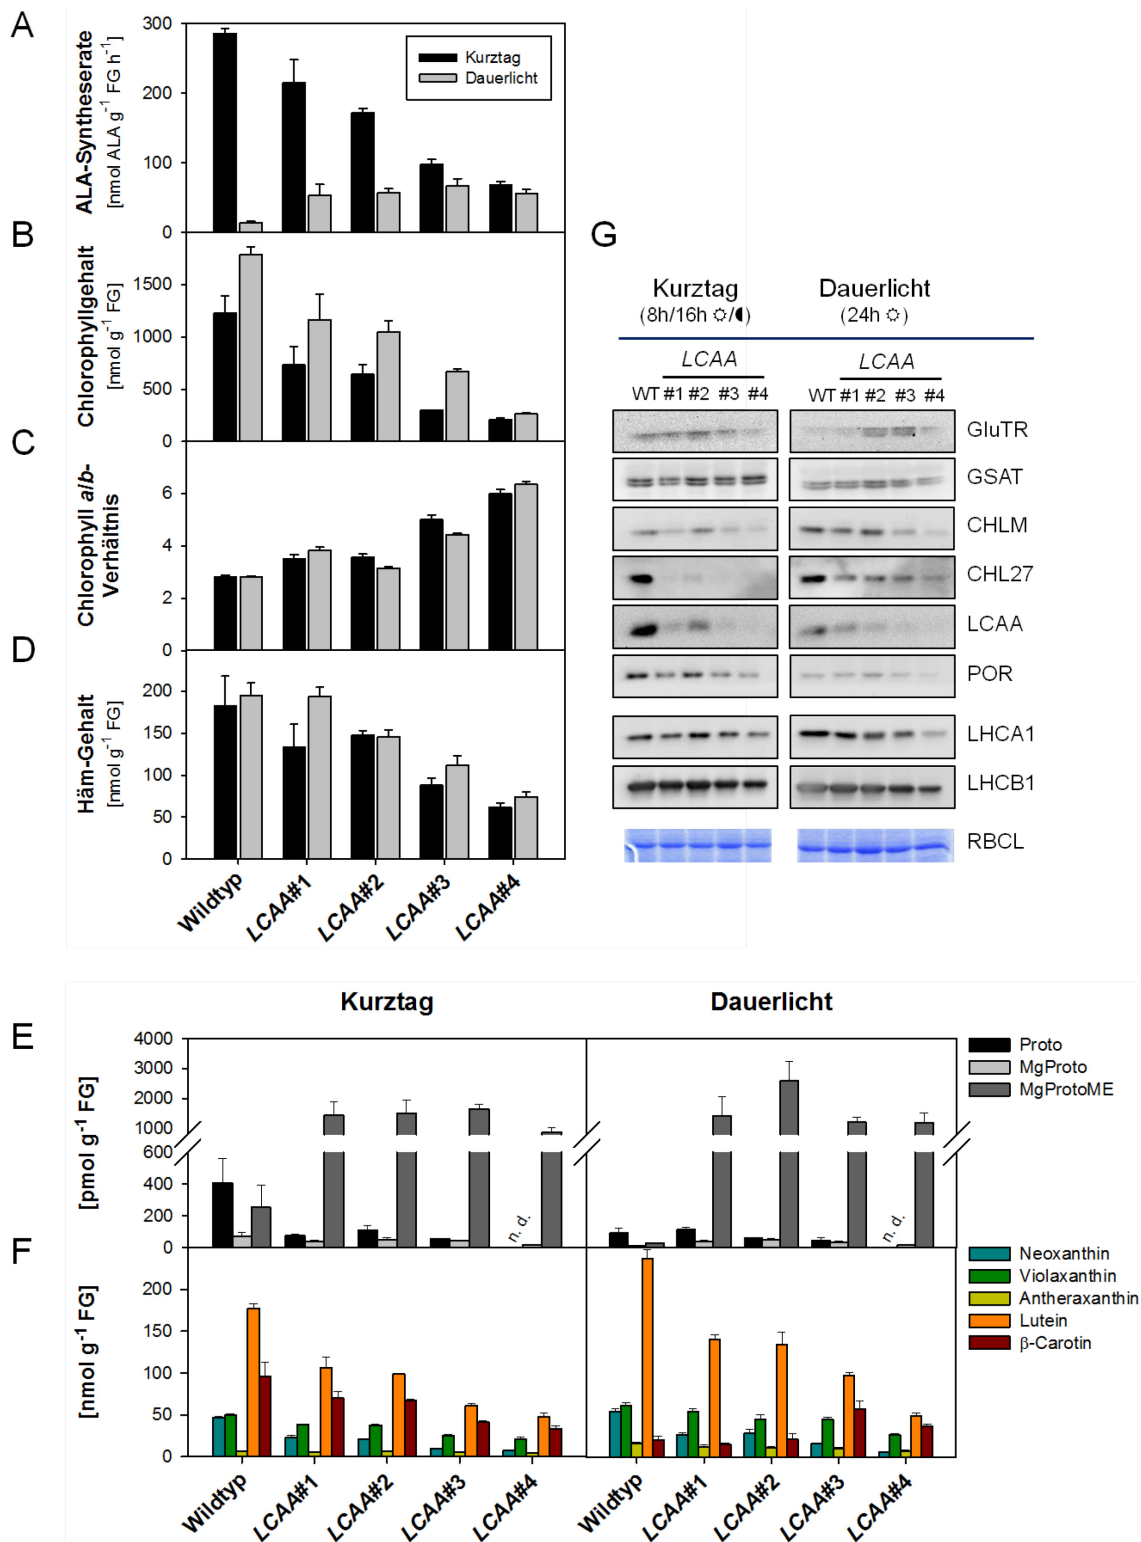 A
ALA-Syntheserate
[nmol ALA g⁻¹ FG h⁻¹]
300
200
100
0
Kurztag
Dauerlicht
B
Chlorophyllgehalt
[nmol g⁻¹ FG]
1500
1000
500
0
C
Chlorophyll a/b-
Verhältnis
6
4
2
0
D
Häm-Gehalt
[nmol g⁻¹ FG]
200
150
100
50
0
Wildtyp
LCAA#1
LCAA#2
LCAA#3
LCAA#4
G
Kurztag
(8h/16h ☼/◖)
Dauerlicht
(24h ☼)
LCAA
LCAA
WT #1 #2 #3 #4
WT #1 #2 #3 #4
GluTR
GSAT
CHLM
CHL27
LCAA
POR
LHCA1
LHCB1
RBCL
Kurztag
Dauerlicht
E
[pmol g⁻¹ FG]
4000
3000
2000
1000
600
400
200
0
n. d.
n. d.
Proto
MgProto
MgProtoME
F
[nmol g⁻¹ FG]
200
150
100
50
0
Neoxanthin
Violaxanthin
Antheraxanthin
Lutein
β-Carotin
Wildtyp
LCAA#1
LCAA#2
LCAA#3
LCAA#4
Wildtyp
LCAA#1
LCAA#2
LCAA#3
LCAA#4